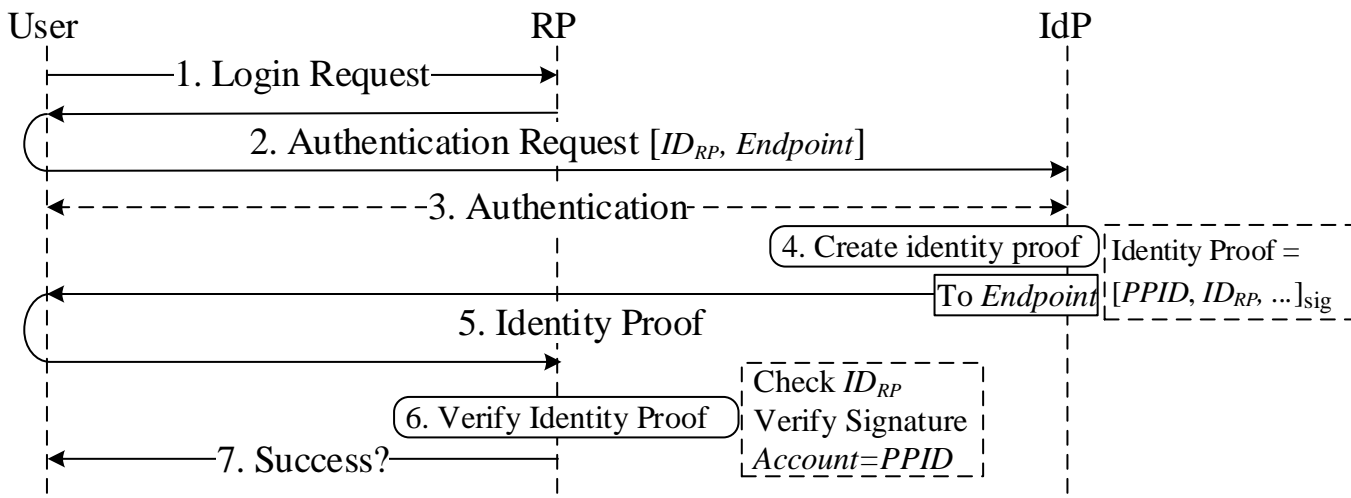 User RP IdP
1. Login Request
2. Authentication Request [ID_RP, Endpoint]
3. Authentication
4. Create identity proof
Identity Proof =
[PPID, ID_RP, ...]_sig
To Endpoint
5. Identity Proof
Check ID_RP
6. Verify Identity Proof
Verify Signature
Account=PPID
7. Success?